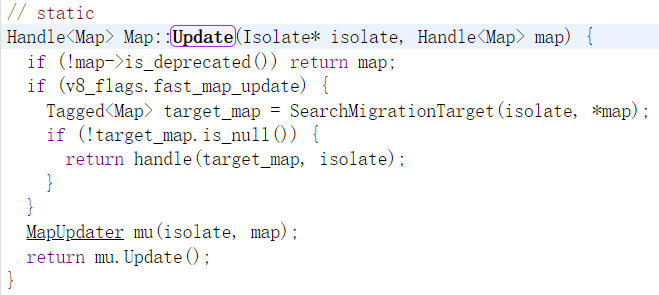 // static
Handle<Map> Map::Update(Isolate* isolate, Handle<Map> map) {
  if (!map->is_deprecated()) return map;
  if (v8_flags.fast_map_update) {
    Tagged<Map> target_map = SearchMigrationTarget(isolate, *map);
    if (!target_map.is_null()) {
      return handle(target_map, isolate);
    }
  }
  MapUpdater mu(isolate, map);
  return mu.Update();
}